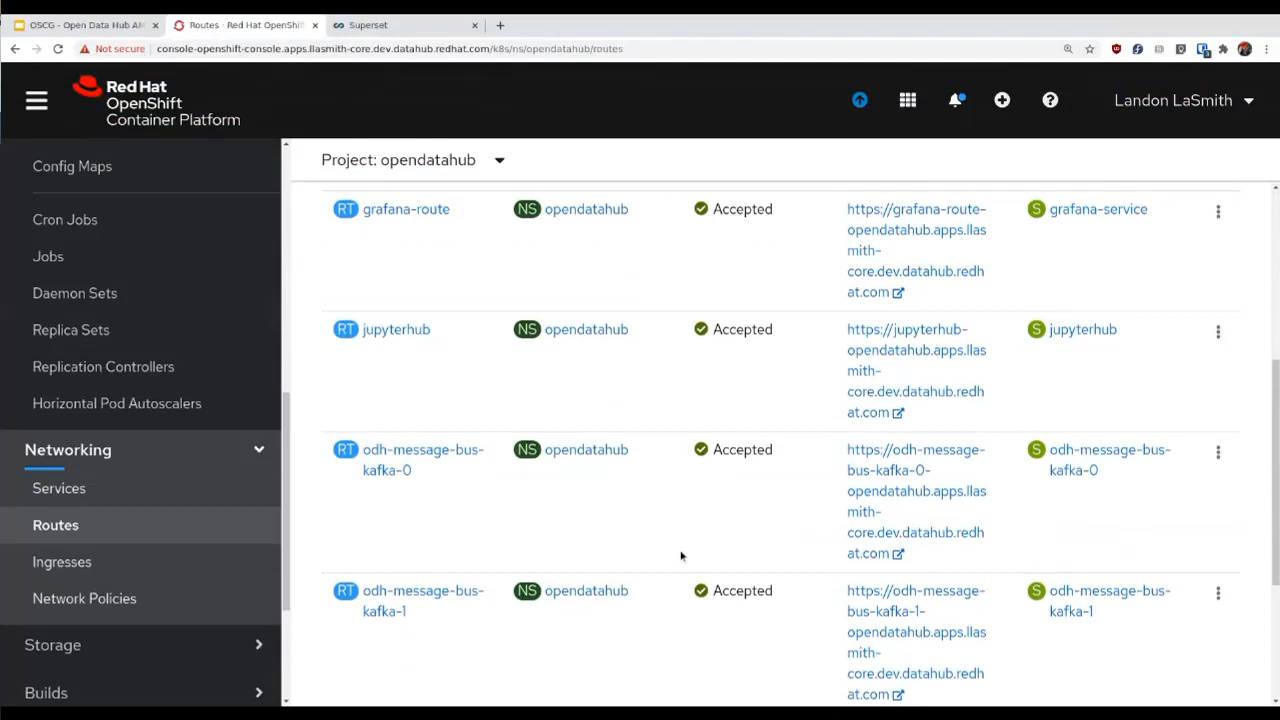 OSCG - Open Data Hub AM
Routes · Red Hat OpenShift
Superset
Not secure
console-openshift-console.apps.llasmith-core.dev.datahub.redhat.com/k8s/ns/opendatahub/routes
Red Hat
OpenShift
Container Platform
Landon LaSmith
Config Maps
Cron Jobs
Jobs
Daemon Sets
Replica Sets
Replication Controllers
Horizontal Pod Autoscalers
Networking
Services
Routes
Ingresses
Network Policies
Storage
Builds
Project: opendatahub
RT grafana-route
NS opendatahub
Accepted
https://grafana-route-
opendatahub.apps.llas
mith-
core.dev.datahub.redh
at.com
S grafana-service
RT jupyterhub
NS opendatahub
Accepted
https://jupyterhub-
opendatahub.apps.llas
mith-
core.dev.datahub.redh
at.com
S jupyterhub
RT odh-message-bus-
kafka-0
NS opendatahub
Accepted
https://odh-message-
bus-kafka-0-
opendatahub.apps.llas
mith-
core.dev.datahub.redh
at.com
S odh-message-bus-
kafka-0
RT odh-message-bus-
kafka-1
NS opendatahub
Accepted
https://odh-message-
bus-kafka-1-
opendatahub.apps.llas
mith-
core.dev.datahub.redh
at.com
S odh-message-bus-
kafka-1